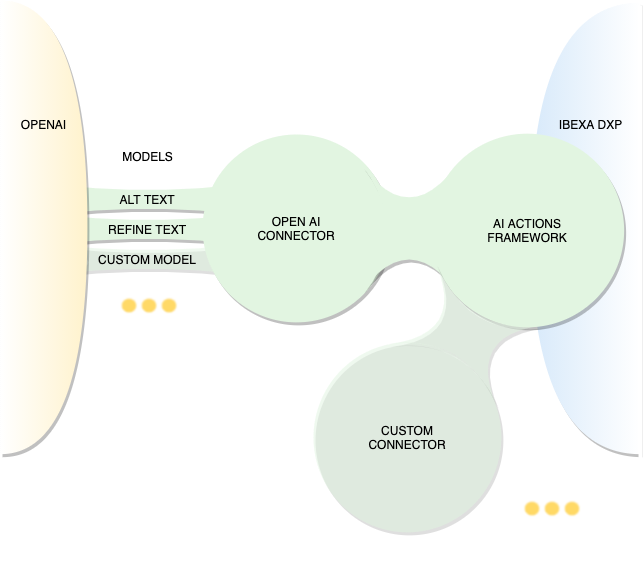 OPENAI
IBEXA DXP
MODELS
ALT TEXT
REFINE TEXT
CUSTOM MODEL
OPEN AI
CONNECTOR
AI ACTIONS
FRAMEWORK
CUSTOM
CONNECTOR